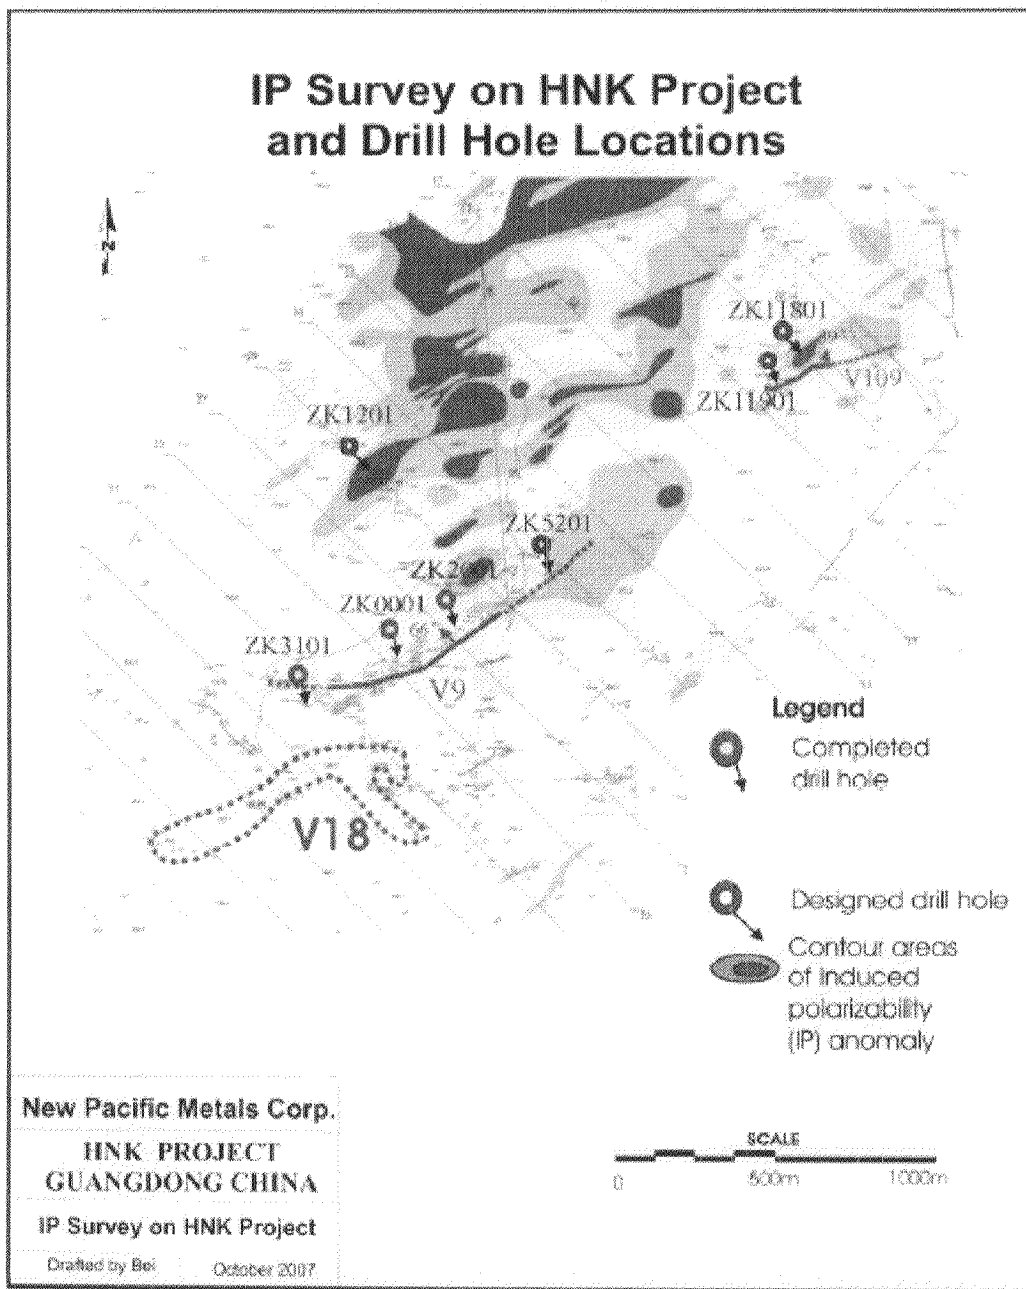 IP Survey on HNK Project
and Drill Hole Locations
N
ZK11801
V109
ZK11901
ZK1201
ZK5201
ZK0001
ZK3101
V9
V18
Legend
Completed
drill hole
Designed drill hole
Contour areas
of induced
polarizability
(IP) anomaly
New Pacific Metals Corp.
HNK PROJECT
GUANGDONG CHINA
IP Survey on HNK Project
Drafted by Bei
October 2007
SCALE
0
500m
1000m